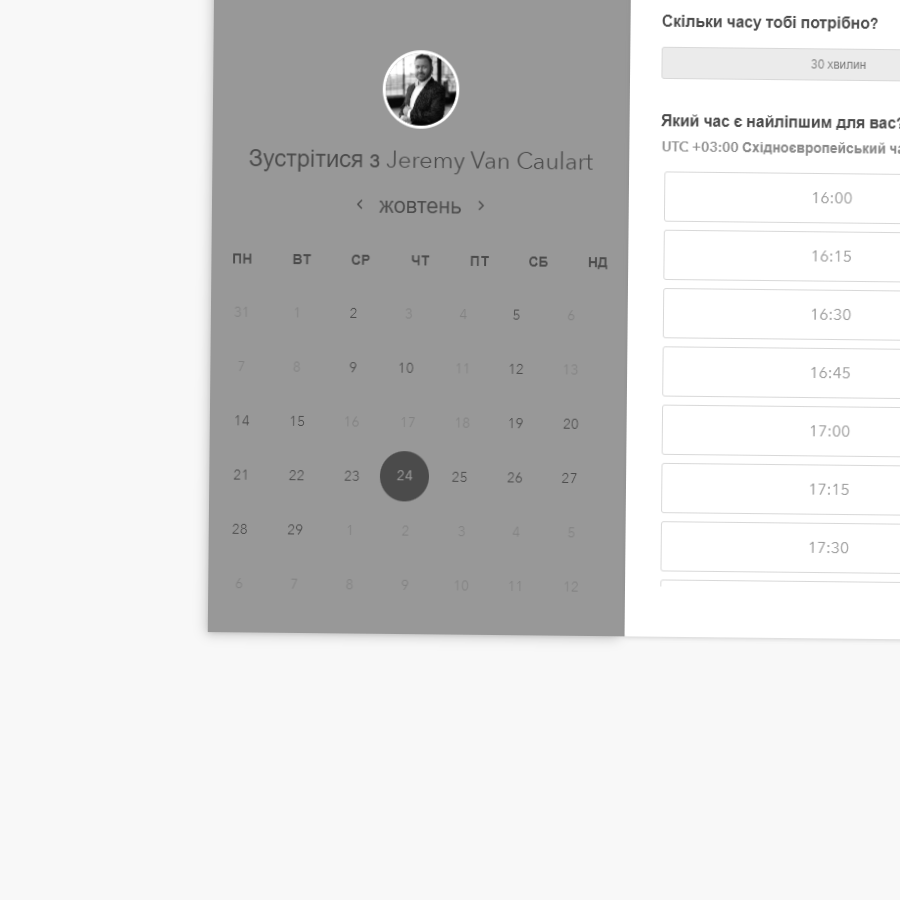 Зустрітися з Jeremy Van Caulart
‹ жовтень ›
ПН ВТ СР ЧТ ПТ СБ НД
31 1 2 3 4 5 6
7 8 9 10 11 12 13
14 15 16 17 18 19 20
21 22 23 24 25 26 27
28 29 1 2 3 4 5
6 7 8 9 10 11 12
Скільки часу тобі потрібно?
30 хвилин
Який час є найліпшим для вас?
UTC +03:00 Східноєвропейський
16:00
16:15
16:30
16:45
17:00
17:15
17:30